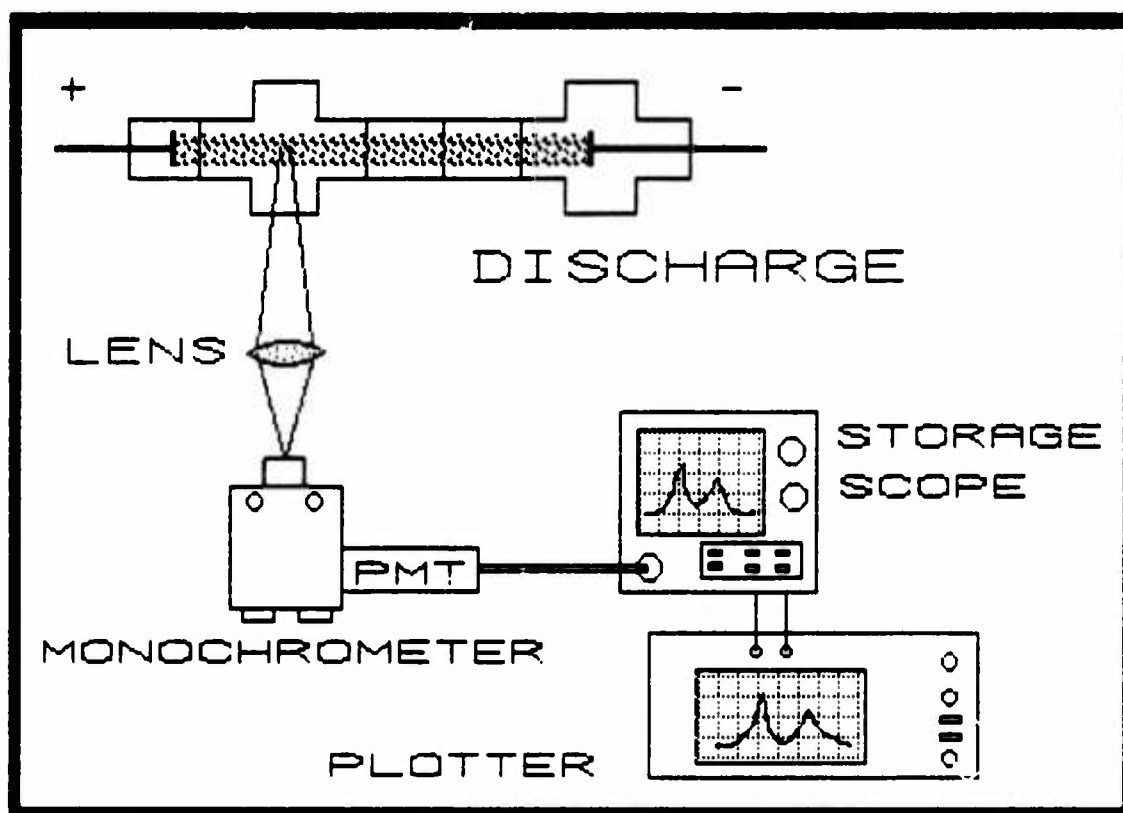 + -
DISCHARGE
LENS
STORAGE
SCOPE
PMT
MONOCHROMETER
PLOTTER